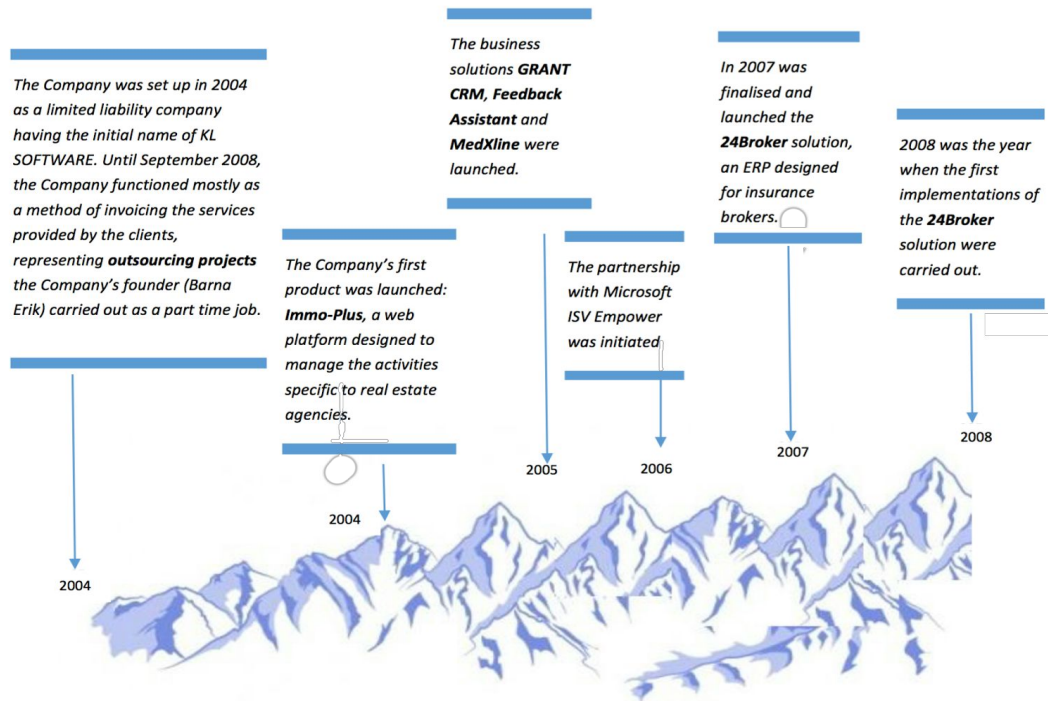 The Company was set up in 2004
as a limited liability company
having the initial name of KL
SOFTWARE. Until September 2008,
the Company functioned mostly as
a method of invoicing the services
provided by the clients,
representing outsourcing projects
the Company's founder (Barna
Erik) carried out as a part time job.
2004
The Company's first
product was launched:
Immo-Plus, a web
platform designed to
manage the activities
specific to real estate
agencies.
2004
The business
solutions GRANT
CRM, Feedback
Assistant and
MedXline were
launched.
2005
The partnership
with Microsoft
ISV Empower
was initiated
2006
In 2007 was
finalised and
launched the
24Broker solution,
an ERP designed
for insurance
brokers.
2007
2008 was the year
when the first
implementations of
the 24Broker
solution were
carried out.
2008